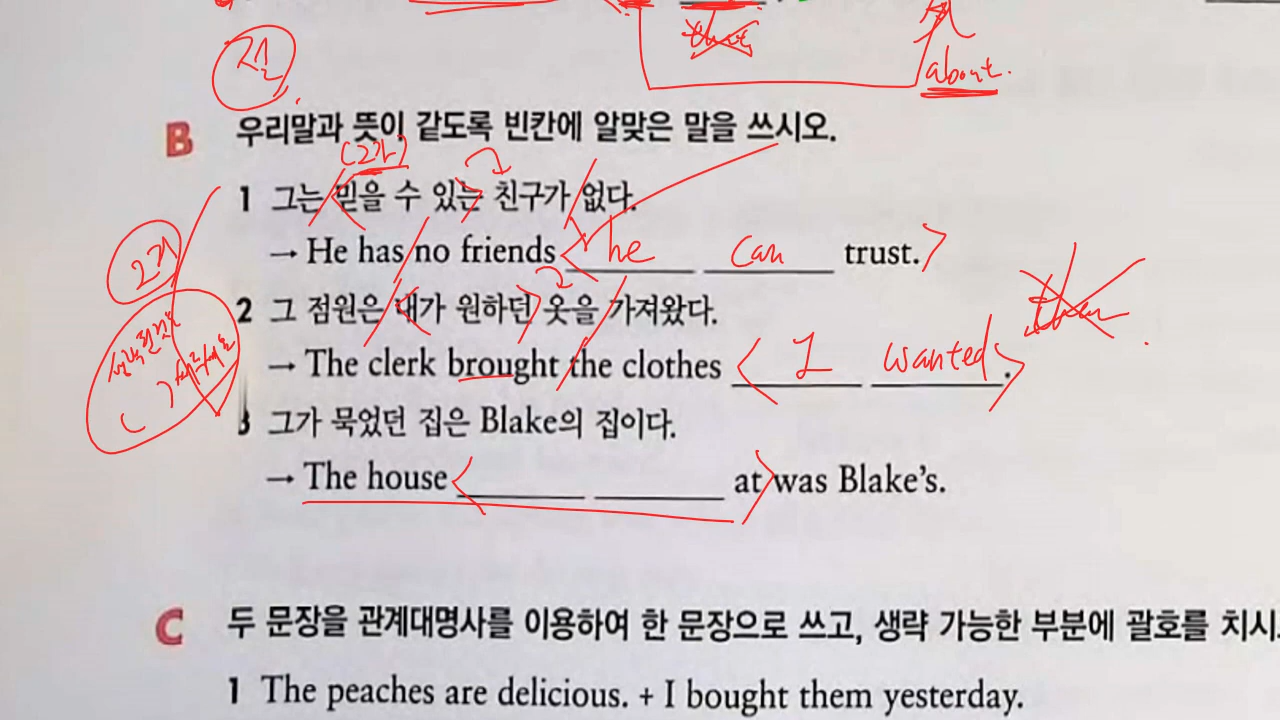 about.
전
B 우리말과 뜻이 같도록 빈칸에 알맞은 말을 쓰시오.
(2가)
1 그는 믿을 수 있는 친구가 없다.
→ He has no friends he can trust.
2 그 점원은 내가 원하던 옷을 가져왔다.
→ The clerk brought the clothes I wanted.
3 그가 묵었던 집은 Blake의 집이다.
→ The house ________ ________ at was Blake's.
C 두 문장을 관계대명사를 이용하여 한 문장으로 쓰고, 생략 가능한 부분에 괄호를 치시
1 The peaches are delicious. + I bought them yesterday.